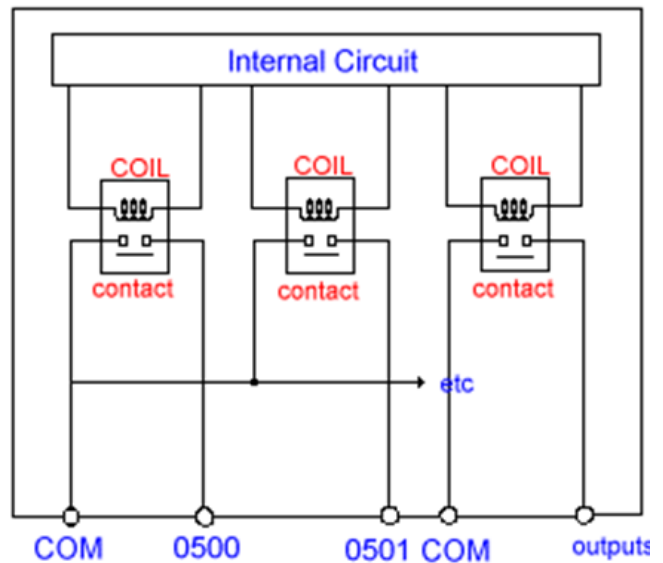 Internal Circuit
COIL COIL COIL
contact contact contact
etc
COM 0500 0501 COM outputs